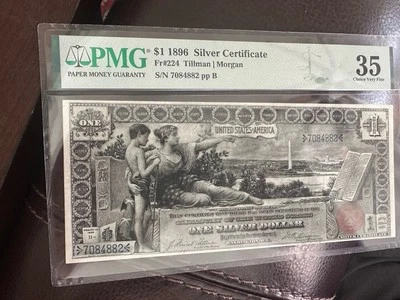 PMG
PAPER MONEY GUARANTY
$1 1896 Silver Certificate
Fr#224 Tillman | Morgan
S/N 7084882 pp B
35
Choice Very Fine
ONE
1
UNITED STATES OF AMERICA
7084882
7084882
ONE SILVER DOLLAR